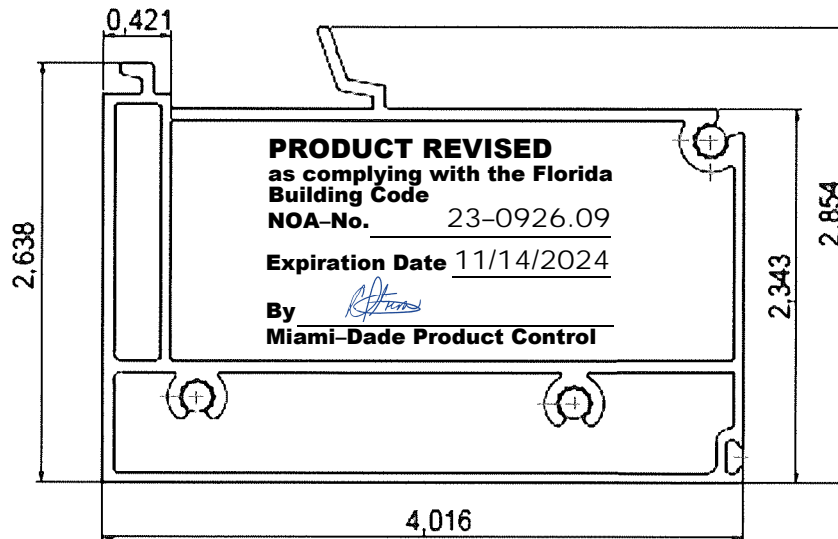 0,421
PRODUCT REVISED
as complying with the Florida
Building Code
NOA–No. 23–0926.09
Expiration Date 11/14/2024
By
Miami–Dade Product Control
2,638
2,343
2,854
4,016